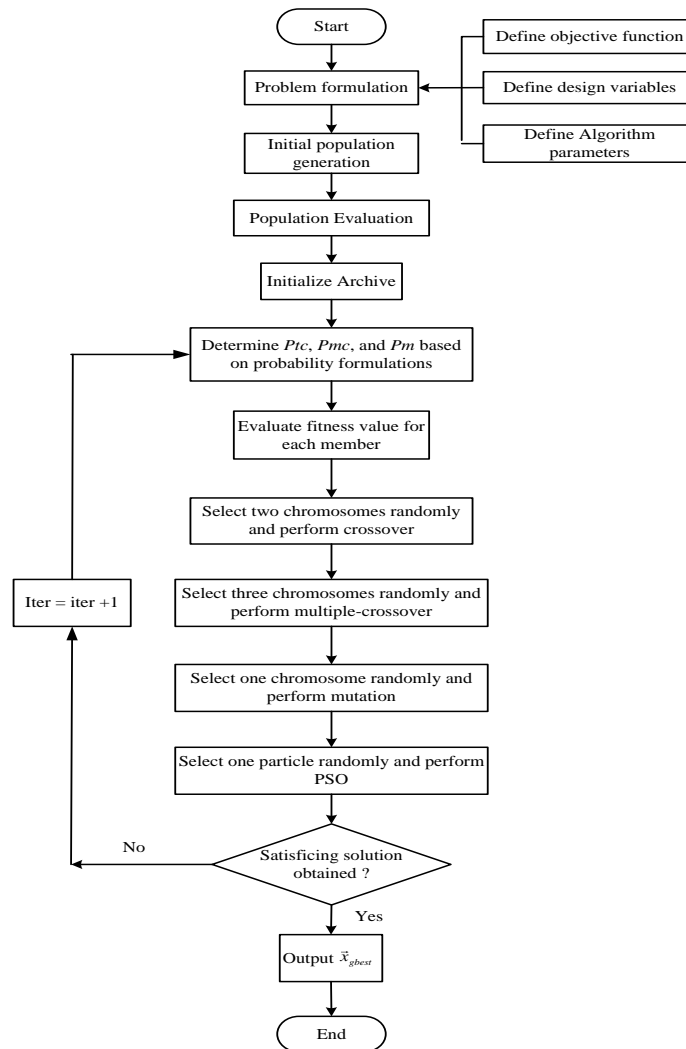 Start
Define objective function
Problem formulation
Define design variables
Define Algorithm
parameters
Initial population
generation
Population Evaluation
Initialize Archive
Determine Ptc, Pmc, and Pm based
on probability formulations
Evaluate fitness value for
each member
Select two chromosomes randomly
and perform crossover
Iter = iter +1
Select three chromosomes randomly and
perform multiple-crossover
Select one chromosome randomly and
perform mutation
Select one particle randomly and perform
PSO
No
Satisficing solution
obtained ?
Yes
Output x⃗gbest
End